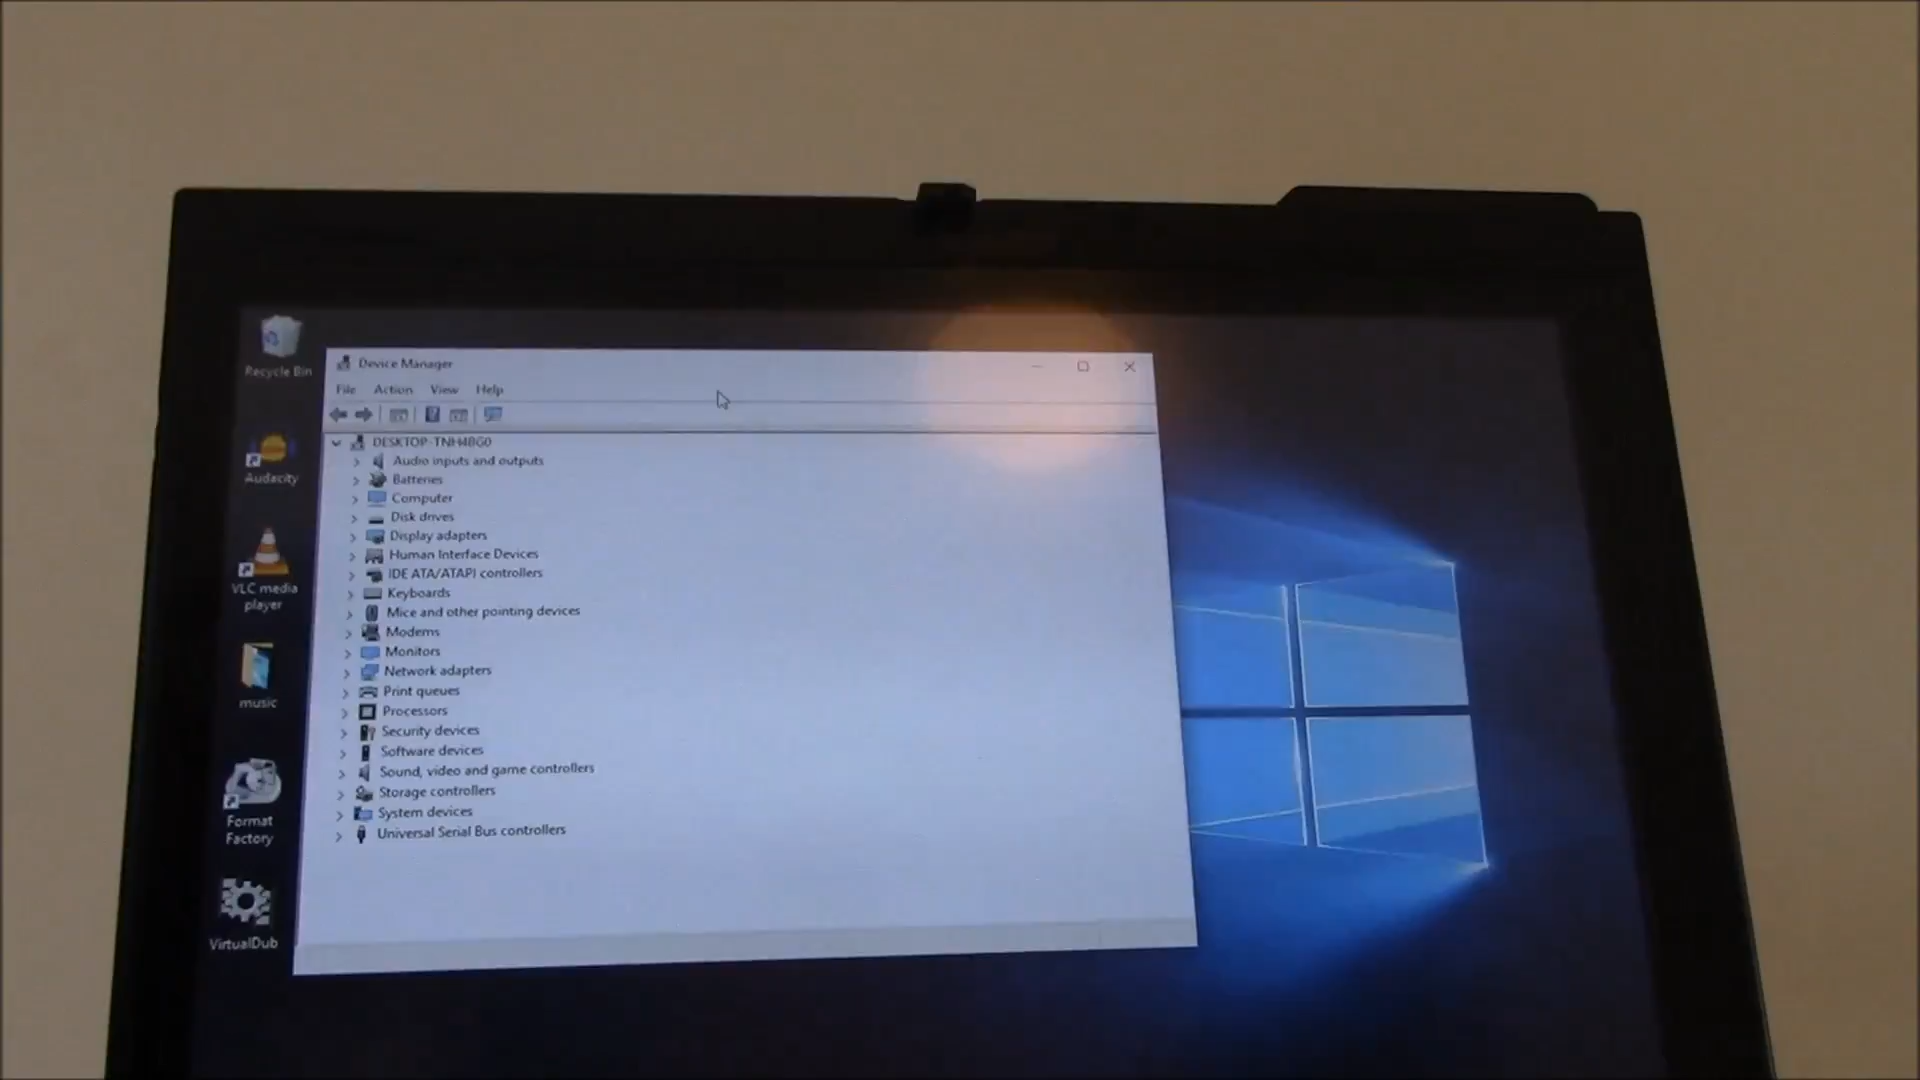 Recycle Bin
Audacity
VLC media
player
music
Format
Factory
VirtualDub
Device Manager
File Action View Help
DESKTOP-TNH4BG0
Audio inputs and outputs
Batteries
Computer
Disk drives
Display adapters
Human Interface Devices
IDE ATA/ATAPI controllers
Keyboards
Mice and other pointing devices
Modems
Monitors
Network adapters
Print queues
Processors
Security devices
Software devices
Sound, video and game controllers
Storage controllers
System devices
Universal Serial Bus controllers